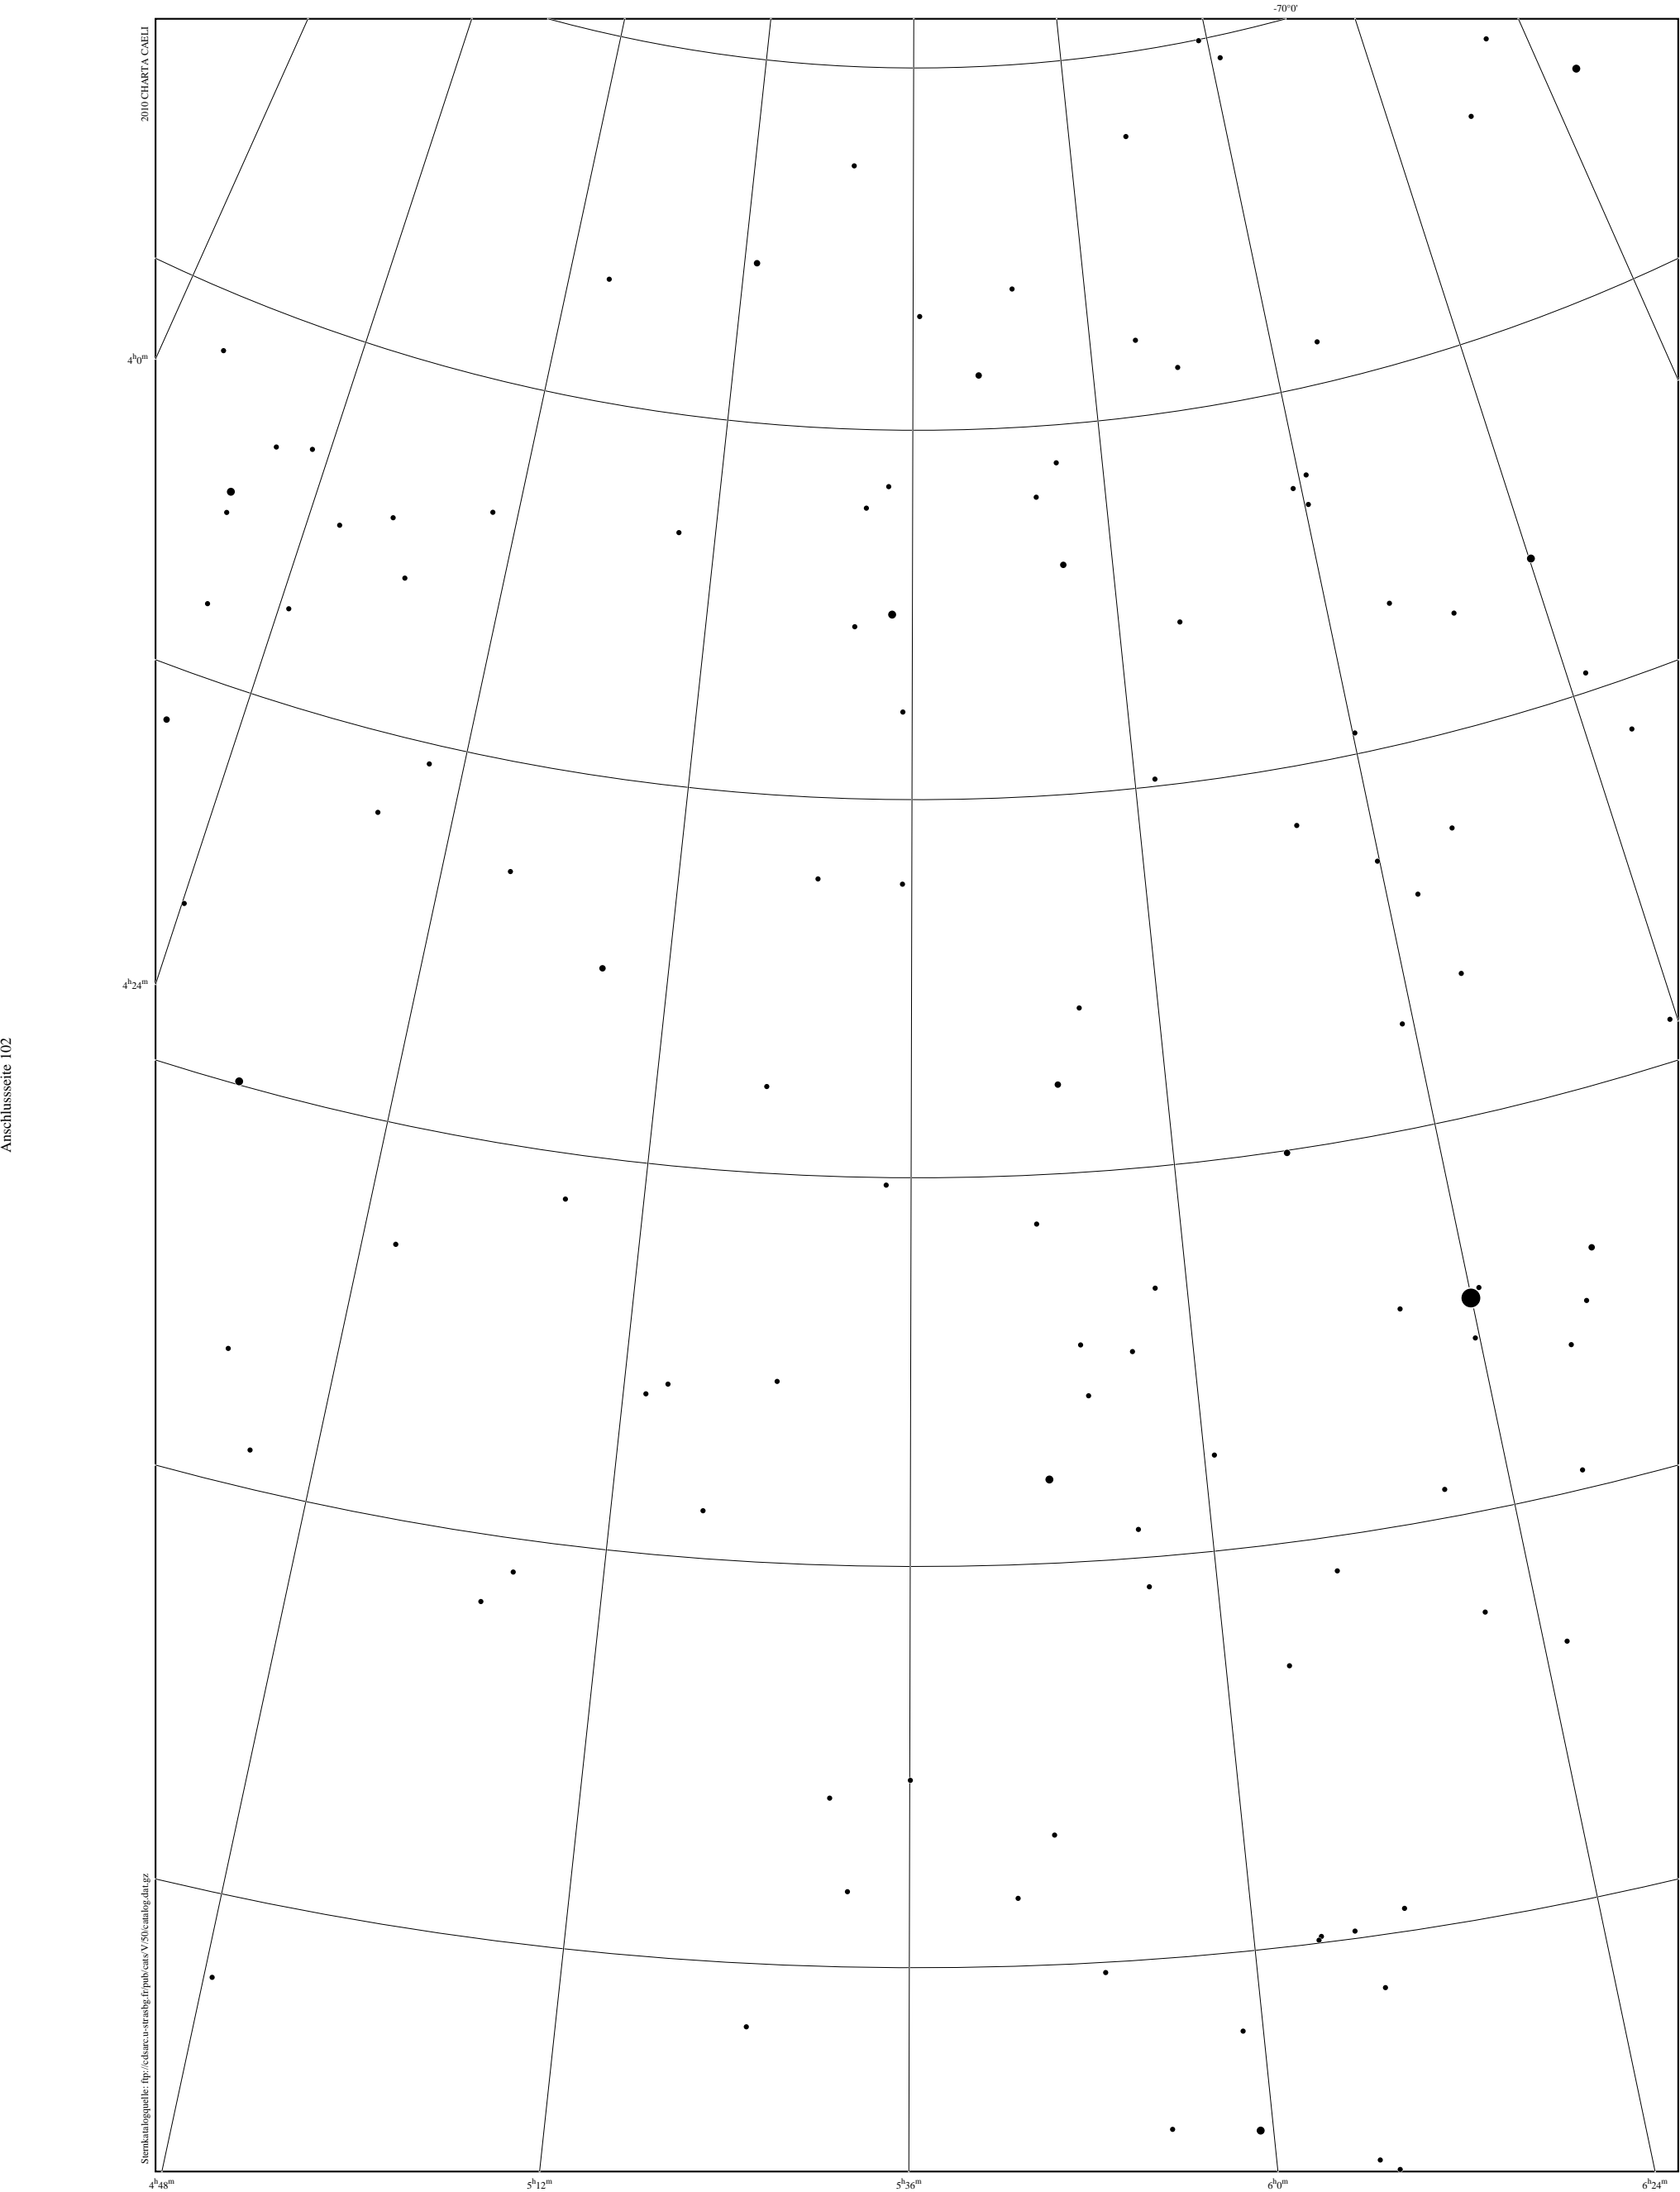 -70°0'
2010 CHARTA CAELI
4h0m
4h24m
Anschlussseite 102
Sternkatalogquelle: ftp://cdsarc.u-strasbg.fr/pub/cats/V/50/catalog.dat.gz
4h48m
5h12m
5h36m
6h0m
6h24m